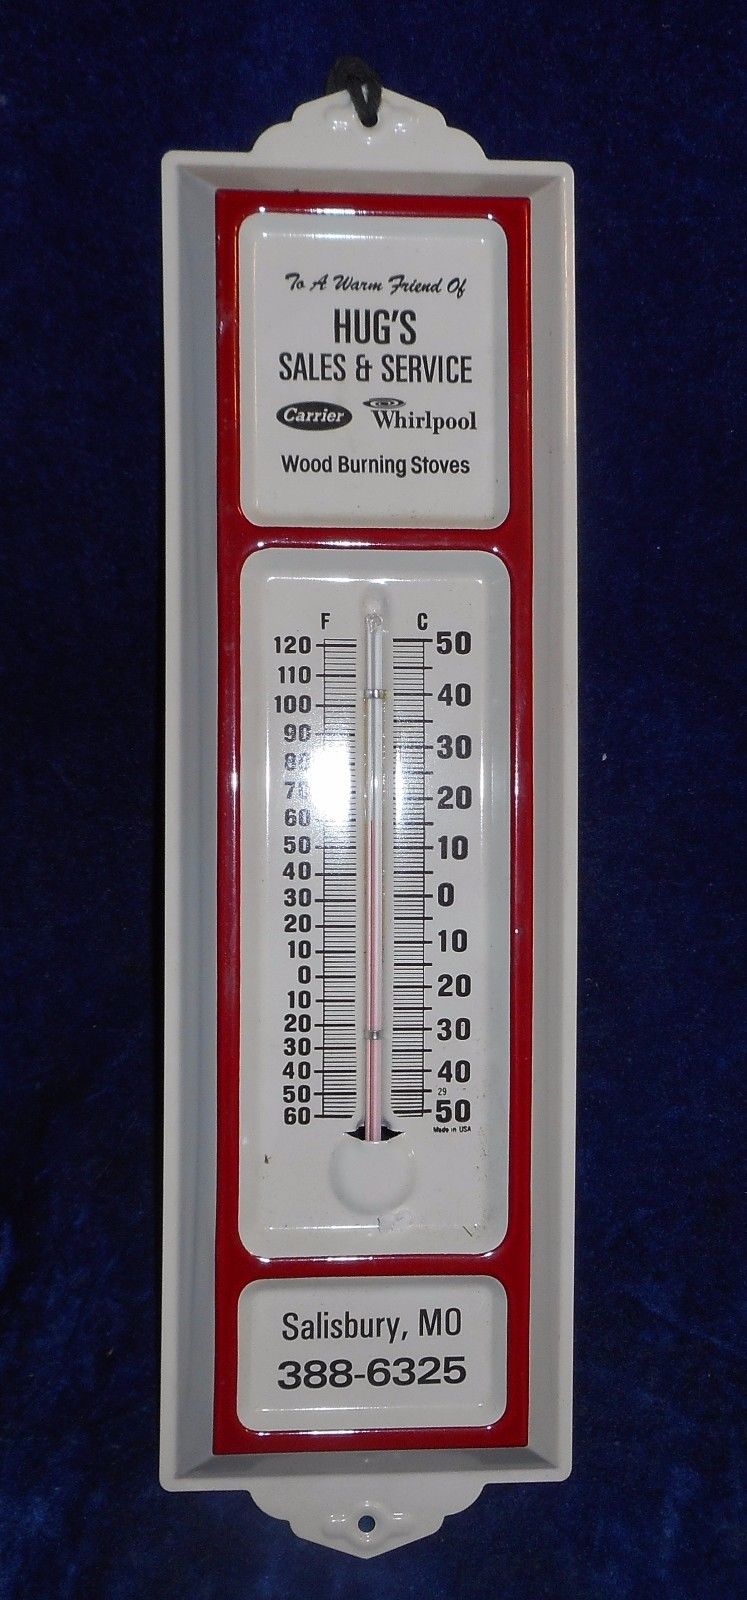 To A Warm Friend Of
HUG'S
SALES & SERVICE
Carrier Whirlpool
Wood Burning Stoves
F C
120 50
110
100 40
90
80 30
70
60 20
50 10
40
30 0
20
10 10
0
10 20
20 30
30
40 40
50 29
60 50
Made in USA
Salisbury, MO
388-6325